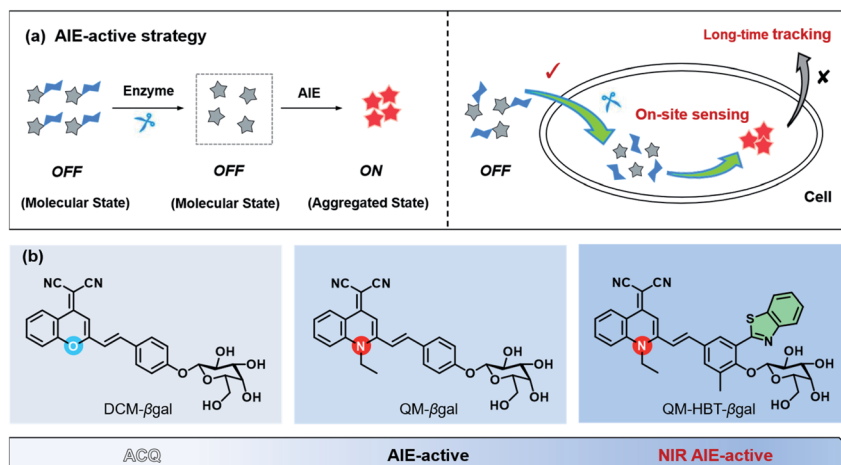 (a) AIE-active strategy
Enzyme
AIE
OFF
OFF
ON
(Molecular State)
(Molecular State)
(Aggregated State)
Long-time tracking
✓
✘
On-site sensing
OFF
Cell
(b)
NC CN
O
O
OH
OH
O
HO
OH
DCM-βgal
NC CN
N
O
OH
OH
O
HO
OH
QM-βgal
NC CN
S
N
N
O
OH
OH
O
HO
OH
QM-HBT-βgal
ACQ
AIE-active
NIR AIE-active